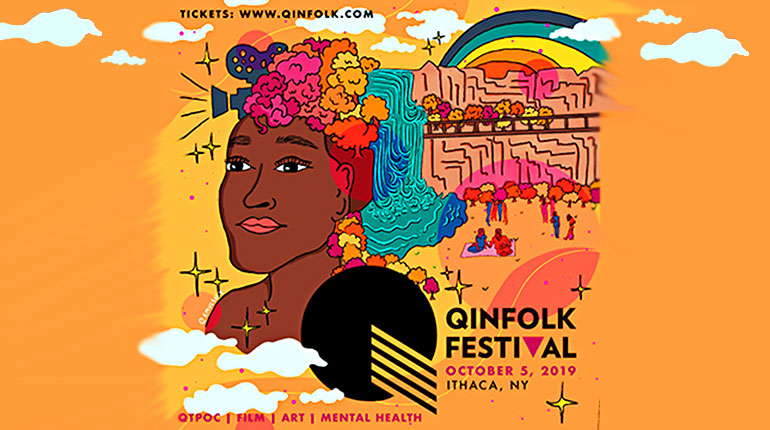 TICKETS: WWW.QINFOLK.COM
QINFOLK
FESTIVAL
OCTOBER 5, 2019
ITHACA, NY
QTPOC | FILM | ART | MENTAL HEALTH